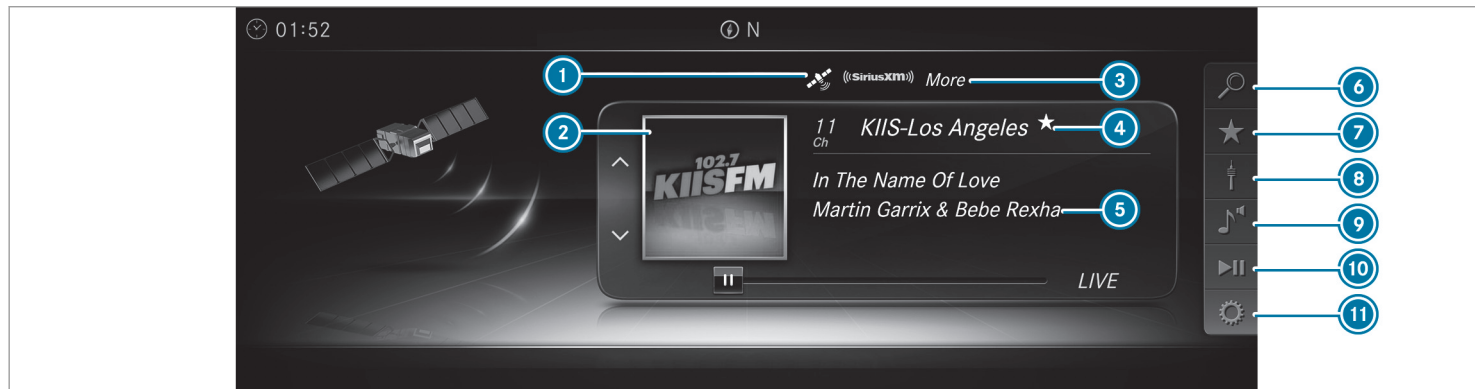 01:52
N
1
((SiriusXM))
More
3
6
2
102.7
KIISFM
11
Ch
KIIS-Los Angeles
4
7
In The Name Of Love
8
Martin Garrix & Bebe Rexha
5
9
10
LIVE
11